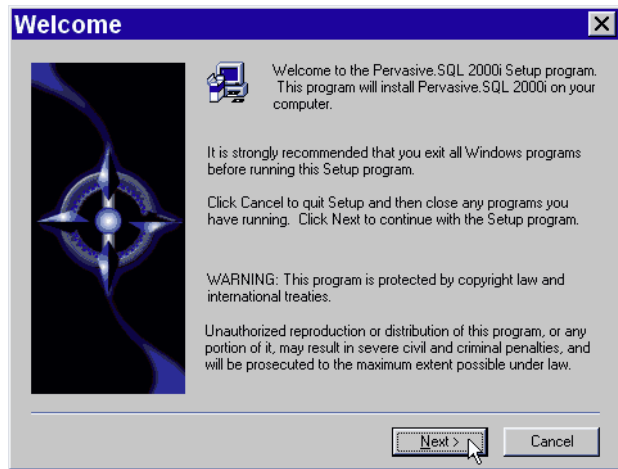 Welcome
Welcome to the Pervasive.SQL 2000i Setup program.
This program will install Pervasive.SQL 2000i on your
computer.
It is strongly recommended that you exit all Windows programs
before running this Setup program.
Click Cancel to quit Setup and then close any programs you
have running. Click Next to continue with the Setup program.
WARNING: This program is protected by copyright law and
international treaties.
Unauthorized reproduction or distribution of this program, or any
portion of it, may result in severe civil and criminal penalties, and
will be prosecuted to the maximum extent possible under law.
Next >
Cancel